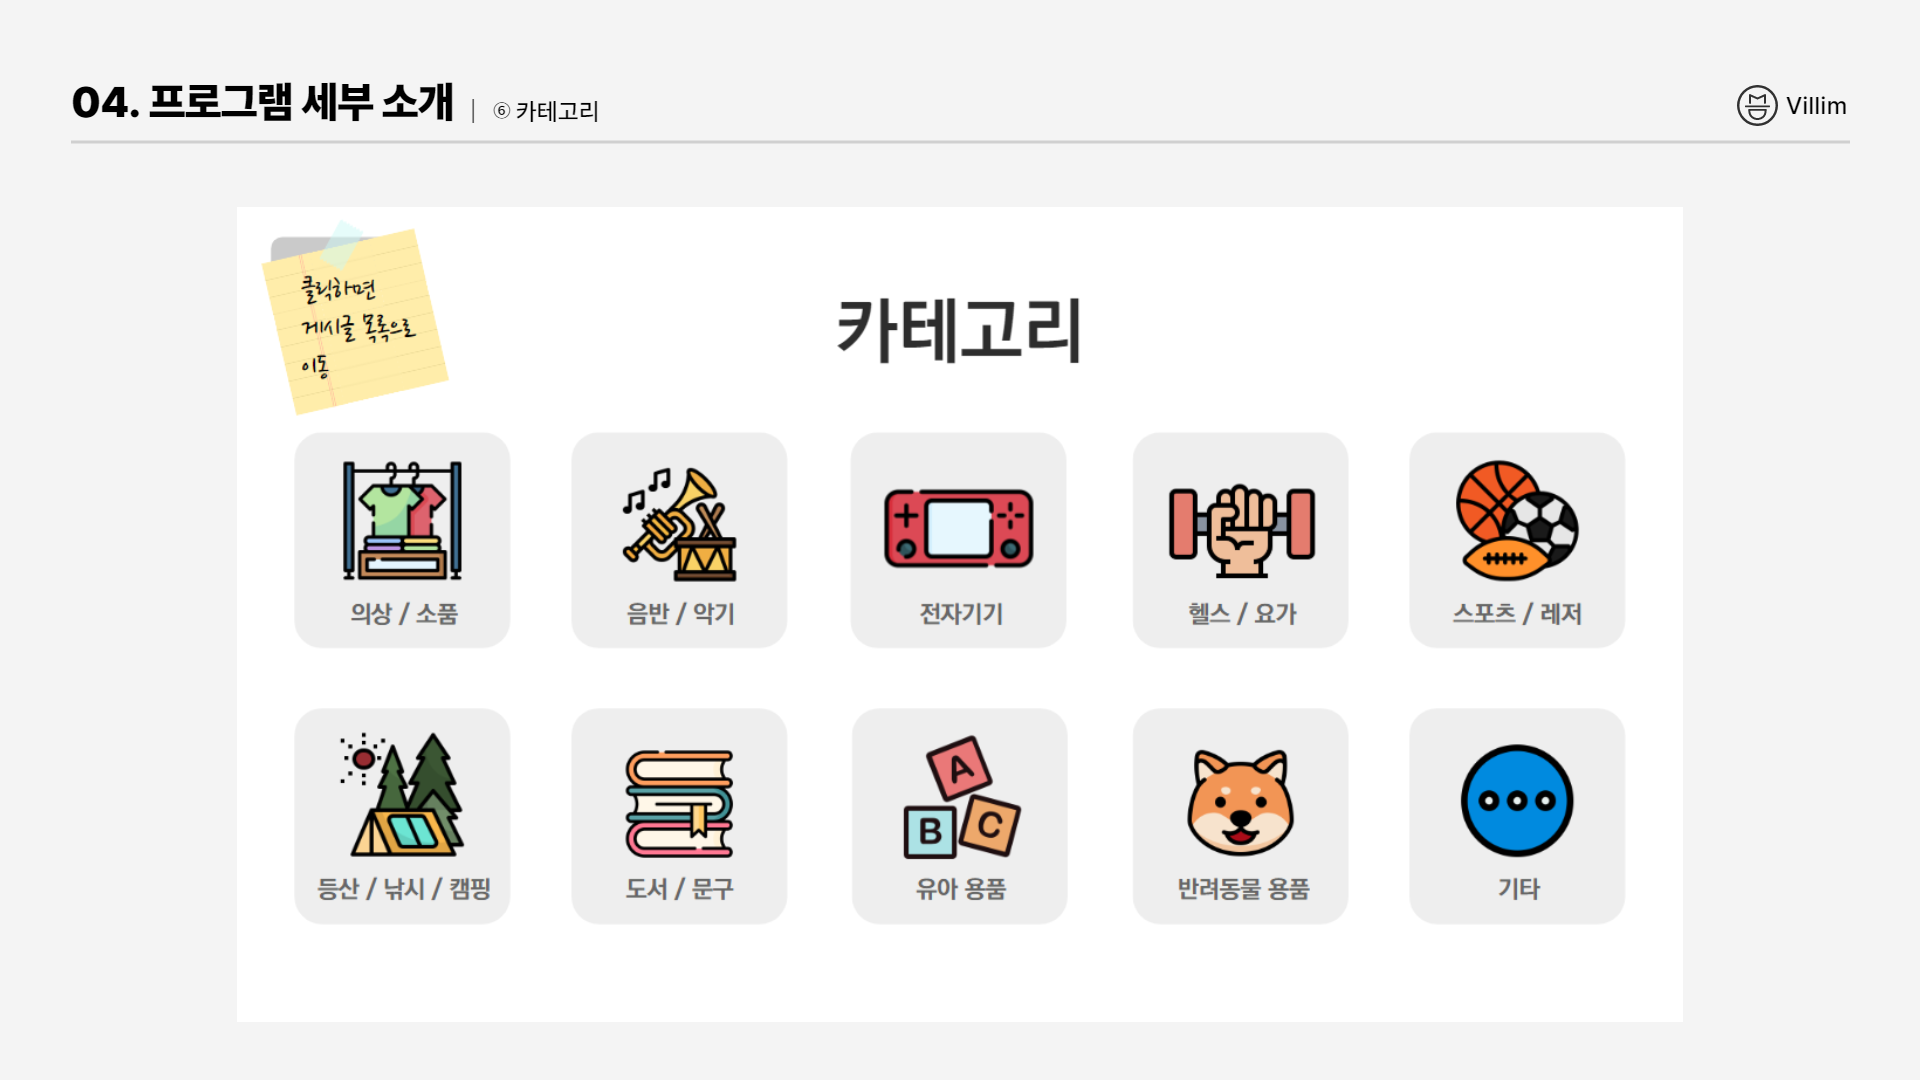 04. 프로그램 세부 소개 | ⑥ 카테고리
Villim
클릭하면
게시글 목록으로
이동
카테고리
의상 / 소품
음반 / 악기
전자기기
헬스 / 요가
스포츠 / 레저
A
B
C
등산 / 낚시 / 캠핑
도서 / 문구
유아 용품
반려동물 용품
기타